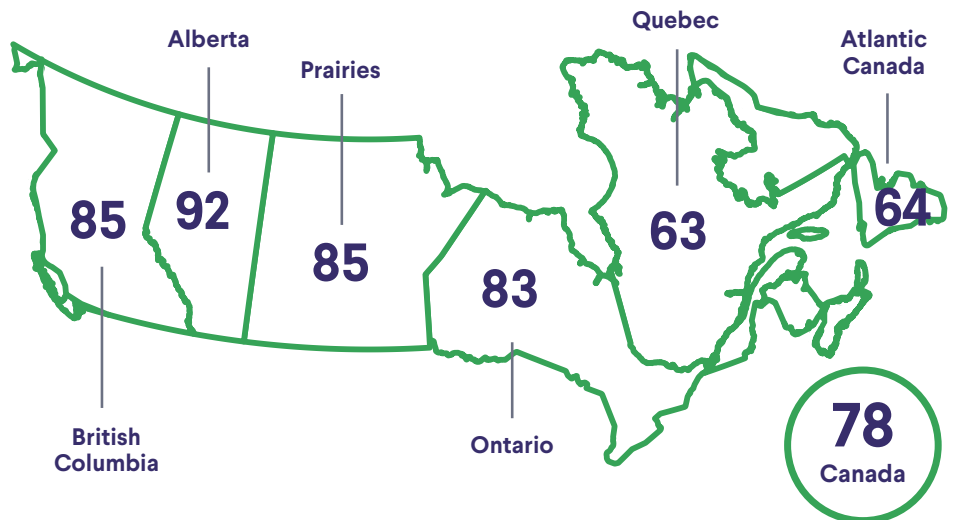 Quebec
Alberta
Atlantic
Canada
Prairies
85
92
85
83
63
64
British
Columbia
Ontario
78
Canada